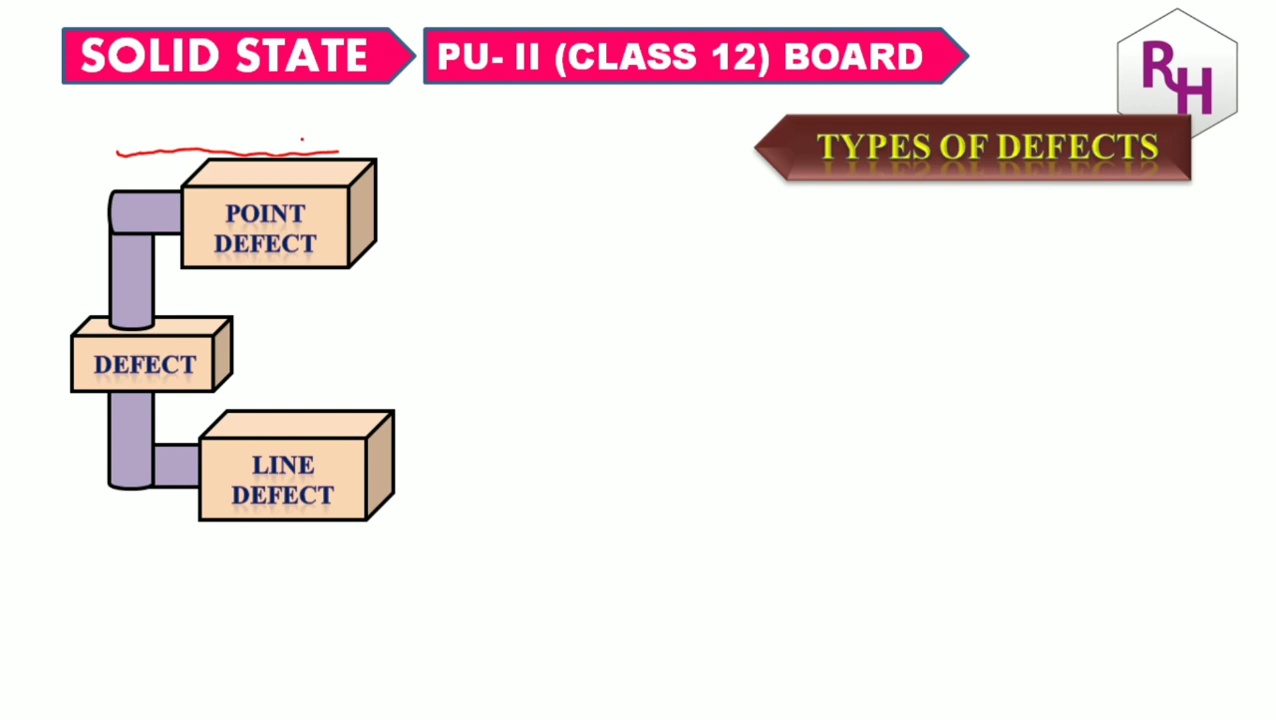 SOLID STATE
PU- II (CLASS 12) BOARD
RH
TYPES OF DEFECTS
POINT
DEFECT
DEFECT
LINE
DEFECT